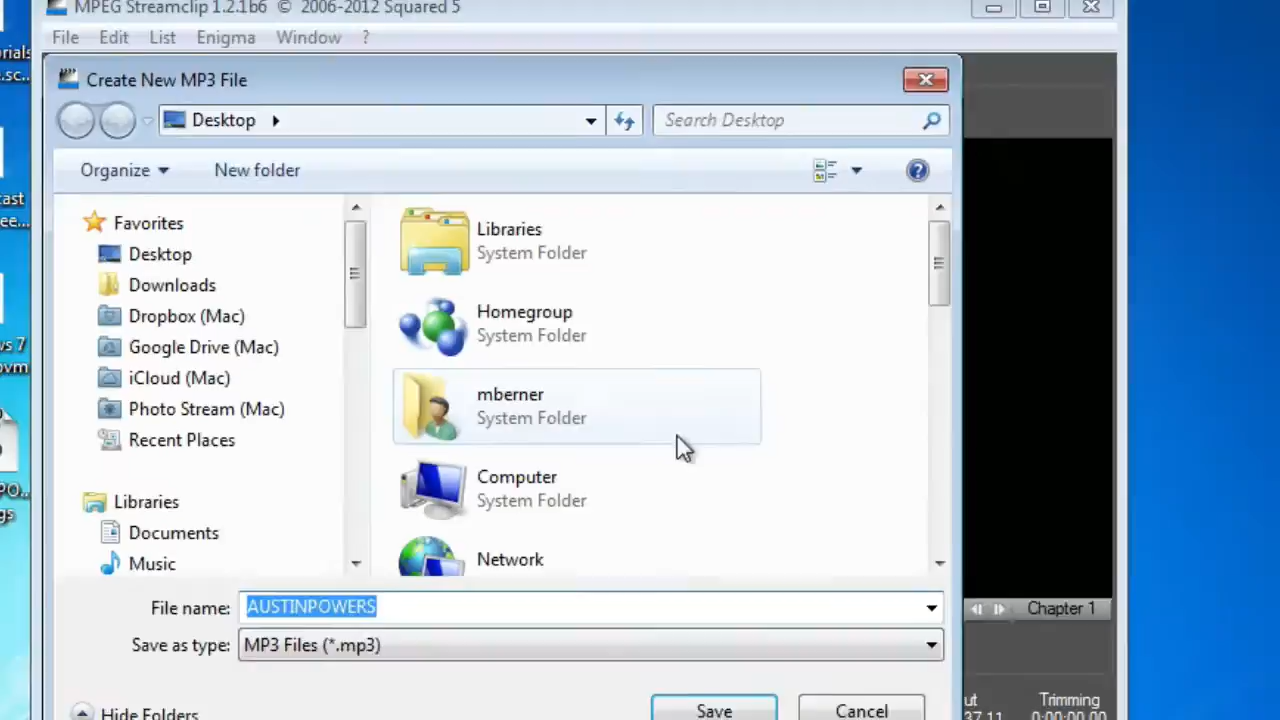 MPEG Streamclip 1.2.1b6 © 2006-2012 Squared 5
File Edit List Enigma Window ?
Create New MP3 File
Desktop
Search Desktop
Organize
New folder
Favorites
Desktop
Downloads
Dropbox (Mac)
Google Drive (Mac)
iCloud (Mac)
Photo Stream (Mac)
Recent Places
Libraries
Documents
Music
Libraries
System Folder
Homegroup
System Folder
mberner
System Folder
Computer
System Folder
Network
File name: AUSTINPOWERS
Save as type: MP3 Files (*.mp3)
Hide Folders
Save
Cancel
Chapter 1
Trimming